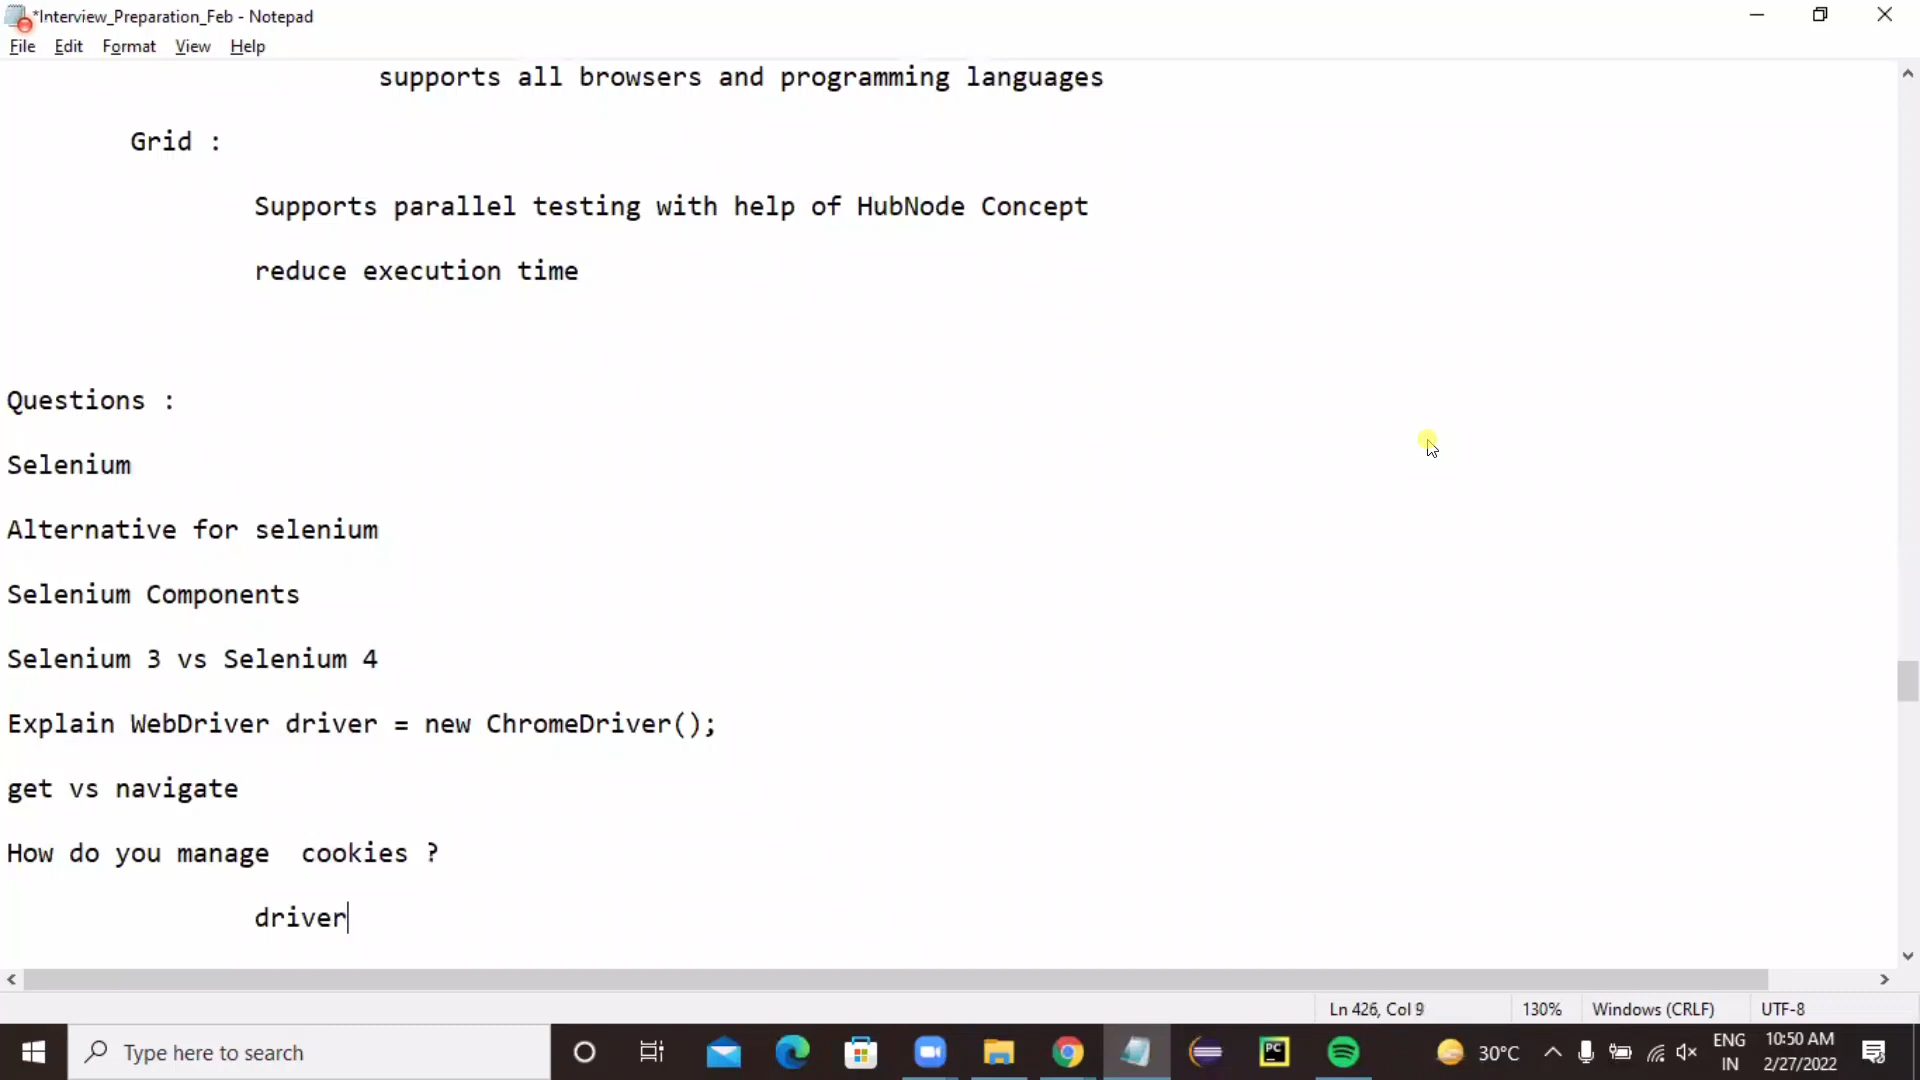 *Interview_Preparation_Feb - Notepad
File Edit Format View Help
supports all browsers and programming languages
Grid :
Supports parallel testing with help of HubNode Concept
reduce execution time
Questions :
Selenium
Alternative for selenium
Selenium Components
Selenium 3 vs Selenium 4
Explain WebDriver driver = new ChromeDriver();
get vs navigate
How do you manage  cookies ?
driver
Ln 426, Col 9 130% Windows (CRLF) UTF-8
Type here to search
PC
30°C
ENG
IN
10:50 AM
2/27/2022